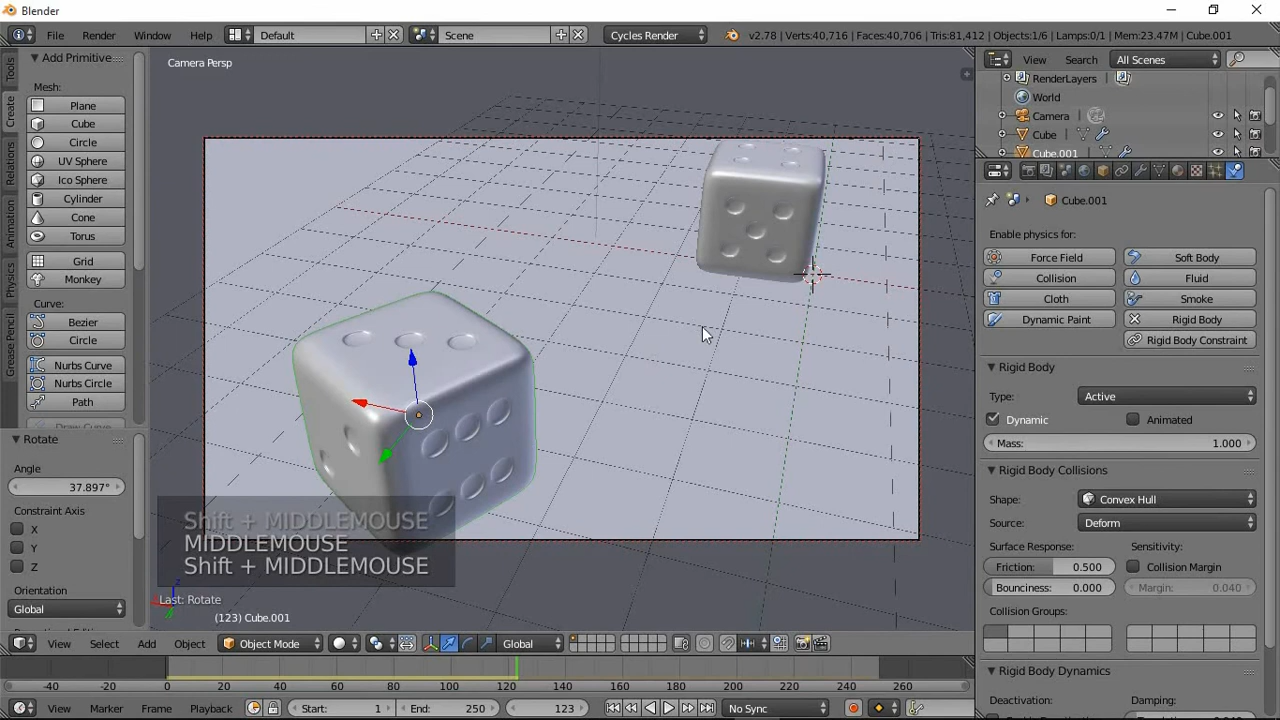 Blender
File Render Window Help Default Scene Cycles Render v2.78 | Verts:40,716 | Faces:40,706 | Tris:81,412 | Objects:1/6 | Lamps:0/1 | Mem:23.47M | Cube.001
Tools
Create
Relations
Animation
Physics
Grease Pencil
Add Primitive
Mesh:
Plane
Cube
Circle
UV Sphere
Ico Sphere
Cylinder
Cone
Torus
Grid
Monkey
Curve:
Bezier
Circle
Nurbs Curve
Nurbs Circle
Path
Rotate
Angle
37.897°
Constraint Axis
X
Y
Z
Orientation
Global
Camera Persp
Shift + MIDDLEMOUSE
MIDDLEMOUSE
Shift + MIDDLEMOUSE
Last: Rotate
(123) Cube.001
View Select Add Object Object Mode Global
-40 -20 0 20 40 60 80 100 120 140 160 180 200 220 240 260
View Marker Frame Playback Start: 1 End: 250 123 No Sync
View Search All Scenes
RenderLayers
World
Camera
Cube
Cube.001
Cube.001
Enable physics for:
Force Field Soft Body
Collision Fluid
Cloth Smoke
Dynamic Paint Rigid Body
Rigid Body Constraint
Rigid Body
Type: Active
Dynamic Animated
Mass: 1.000
Rigid Body Collisions
Shape: Convex Hull
Source: Deform
Surface Response: Sensitivity:
Friction: 0.500 Collision Margin
Bounciness: 0.000 Margin: 0.040
Collision Groups:
Rigid Body Dynamics
Deactivation: Damping: